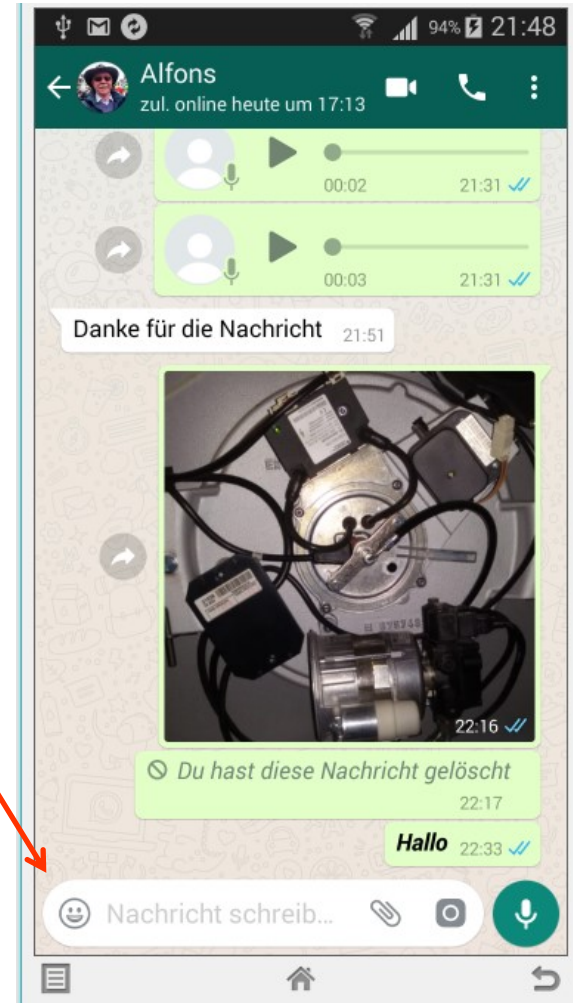 94% 21:48
Alfons
zul. online heute um 17:13
00:02 21:31
00:03 21:31
Danke für die Nachricht 21:51
22:16
Du hast diese Nachricht gelöscht
22:17
Hallo 22:33
Nachricht schreib...